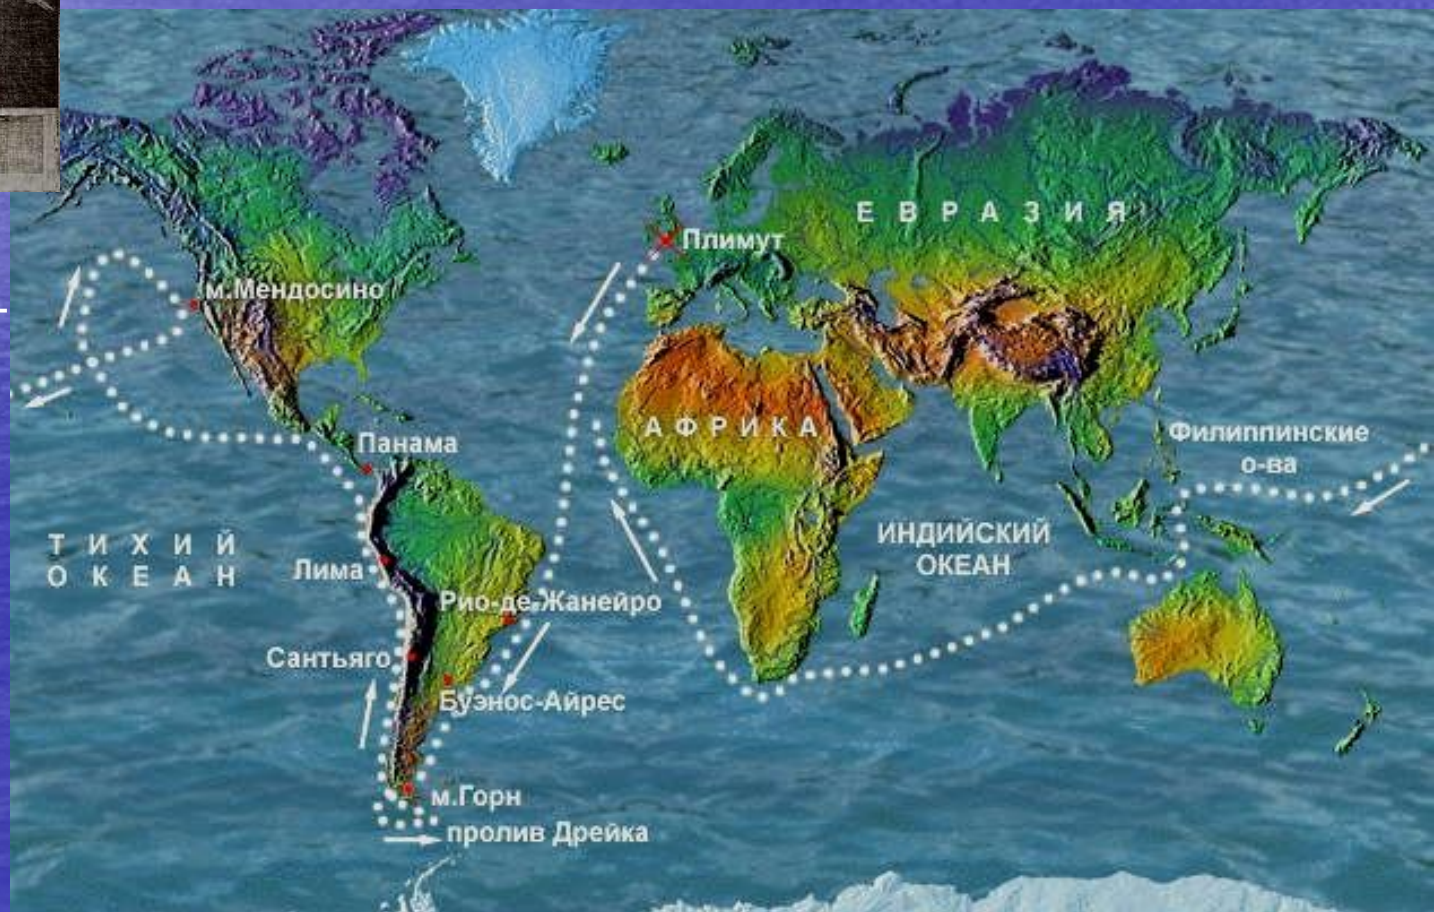 ЕВРАЗИЯ
Плимут
м.Мендосино
АФРИКА
Панама
Филиппинские
о-ва
ТИХИЙ
ОКЕАН
ИНДИЙСКИЙ
ОКЕАН
Лима
Рио-де-Жанейро
Сантьяго
Буэнос-Айрес
м.Горн
пролив Дрейка